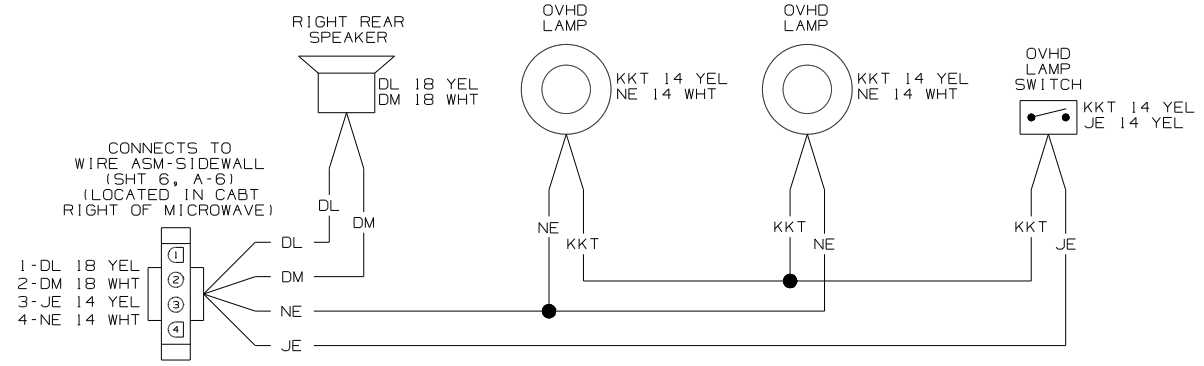 RIGHT REAR
SPEAKER
DL 18 YEL
DM 18 WHT
OVHD
LAMP
KKT 14 YEL
NE 14 WHT
OVHD
LAMP
KKT 14 YEL
NE 14 WHT
OVHD
LAMP
SWITCH
KKT 14 YEL
JE 14 YEL
CONNECTS TO
WIRE ASM-SIDEWALL
(SHT 6, A-6)
(LOCATED IN CABT
RIGHT OF MICROWAVE)
DL
DM
NE
KKT
KKT
NE
KKT
JE
1-DL 18 YEL
2-DM 18 WHT
3-JE 14 YEL
4-NE 14 WHT
1
2
3
4
DL
DM
NE
JE